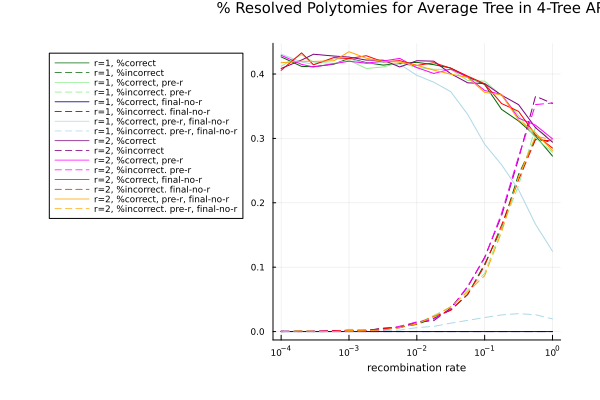 % Resolved Polytomies for Average Tree in 4-Tree AR
r=1, %correct
r=1, %incorrect
r=1, %correct, pre-r
r=1, %incorrect. pre-r
r=1, %correct, final-no-r
r=1, %incorrect. final-no-r
r=1, %correct, pre-r, final-no-r
r=1, %incorrect. pre-r, final-no-r
r=2, %correct
r=2, %incorrect
r=2, %correct, pre-r
r=2, %incorrect. pre-r
r=2, %correct, final-no-r
r=2, %incorrect. final-no-r
r=2, %correct, pre-r, final-no-r
r=2, %incorrect. pre-r, final-no-r
0.4
0.3
0.2
0.1
0.0
10⁻⁴ 10⁻³ 10⁻² 10⁻¹ 10⁰
recombination rate